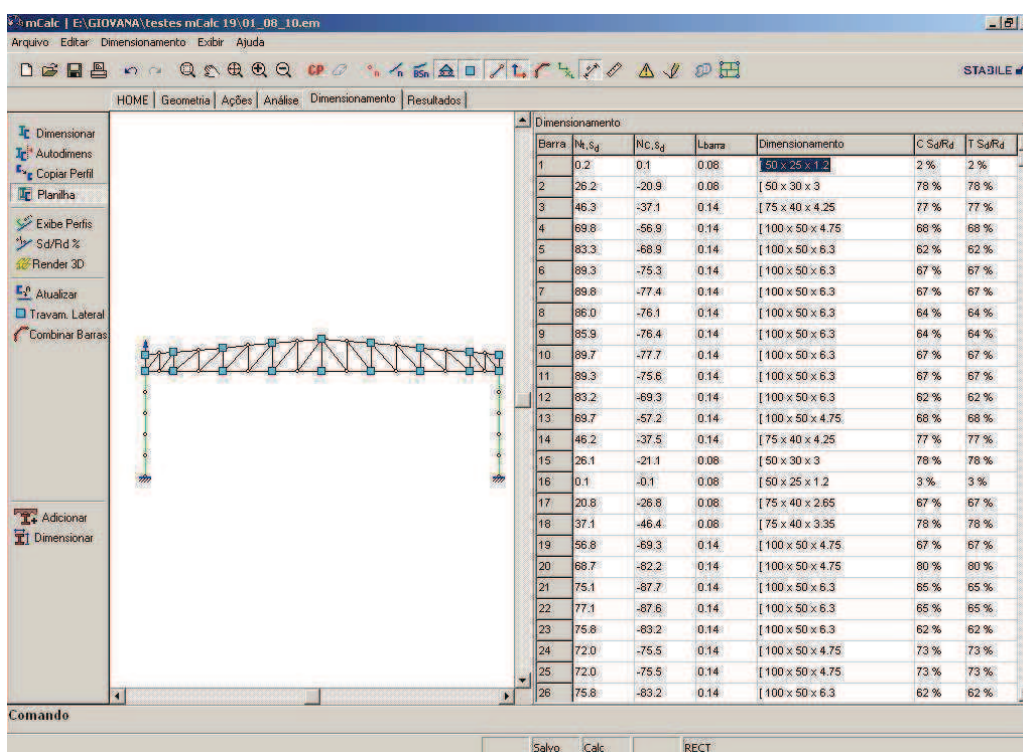 mCalc | E:\GIOVANA\testes mCalc 19\01_08_10.em
Arquivo Editar Dimensionamento Exibir Ajuda
CP BSn STABILE
HOME Geometria Ações Análise Dimensionamento Resultados
Dimensionar
Autodimens
Copiar Perfil
Planilha
Exibe Perfis
Sd/Rd %
Render 3D
Atualizar
Travam. Lateral
Combinar Barras
Adicionar
Dimensionar
Dimensionamento
Barra Nt,Sd Nc,Sd Lbarra Dimensionamento C Sd/Rd T Sd/Rd
1 0.2 0.1 0.08 [ 50 x 25 x 1.2 2 % 2 %
2 26.2 -20.9 0.08 [ 50 x 30 x 3 78 % 78 %
3 46.3 -37.1 0.14 [ 75 x 40 x 4.25 77 % 77 %
4 69.8 -56.9 0.14 [ 100 x 50 x 4.75 68 % 68 %
5 83.3 -68.9 0.14 [ 100 x 50 x 6.3 62 % 62 %
6 89.3 -75.3 0.14 [ 100 x 50 x 6.3 67 % 67 %
7 89.8 -77.4 0.14 [ 100 x 50 x 6.3 67 % 67 %
8 86.0 -76.1 0.14 [ 100 x 50 x 6.3 64 % 64 %
9 85.9 -76.4 0.14 [ 100 x 50 x 6.3 64 % 64 %
10 89.7 -77.7 0.14 [ 100 x 50 x 6.3 67 % 67 %
11 89.3 -75.6 0.14 [ 100 x 50 x 6.3 67 % 67 %
12 83.2 -69.3 0.14 [ 100 x 50 x 6.3 62 % 62 %
13 69.7 -57.2 0.14 [ 100 x 50 x 4.75 68 % 68 %
14 46.2 -37.5 0.14 [ 75 x 40 x 4.25 77 % 77 %
15 26.1 -21.1 0.08 [ 50 x 30 x 3 78 % 78 %
16 0.1 -0.1 0.08 [ 50 x 25 x 1.2 3 % 3 %
17 20.8 -26.8 0.08 [ 75 x 40 x 2.65 67 % 67 %
18 37.1 -46.4 0.08 [ 75 x 40 x 3.35 78 % 78 %
19 56.8 -69.3 0.14 [ 100 x 50 x 4.75 67 % 67 %
20 68.7 -82.2 0.14 [ 100 x 50 x 4.75 80 % 80 %
21 75.1 -87.7 0.14 [ 100 x 50 x 6.3 65 % 65 %
22 77.1 -87.6 0.14 [ 100 x 50 x 6.3 65 % 65 %
23 75.8 -83.2 0.14 [ 100 x 50 x 6.3 62 % 62 %
24 72.0 -75.5 0.14 [ 100 x 50 x 4.75 73 % 73 %
25 72.0 -75.5 0.14 [ 100 x 50 x 4.75 73 % 73 %
26 75.8 -83.2 0.14 [ 100 x 50 x 6.3 62 % 62 %
Comando
Salvo Calc RECT